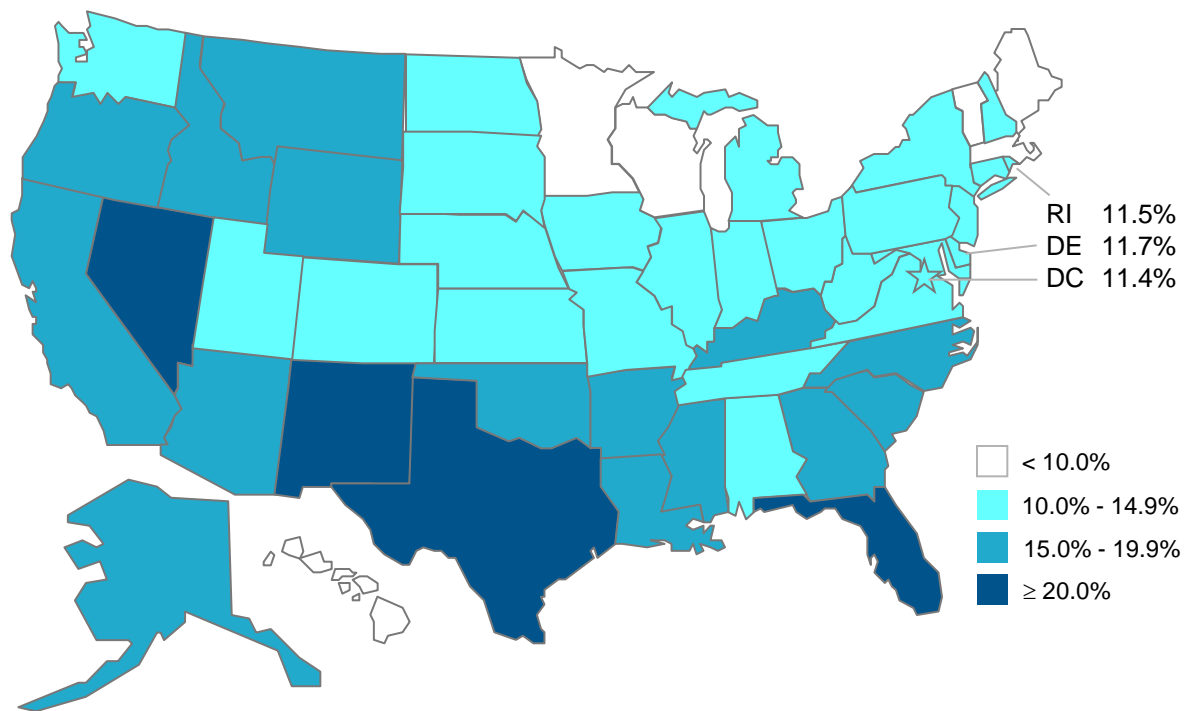 RI 11.5%
DE 11.7%
DC 11.4%
< 10.0%
10.0% - 14.9%
15.0% - 19.9%
≥ 20.0%